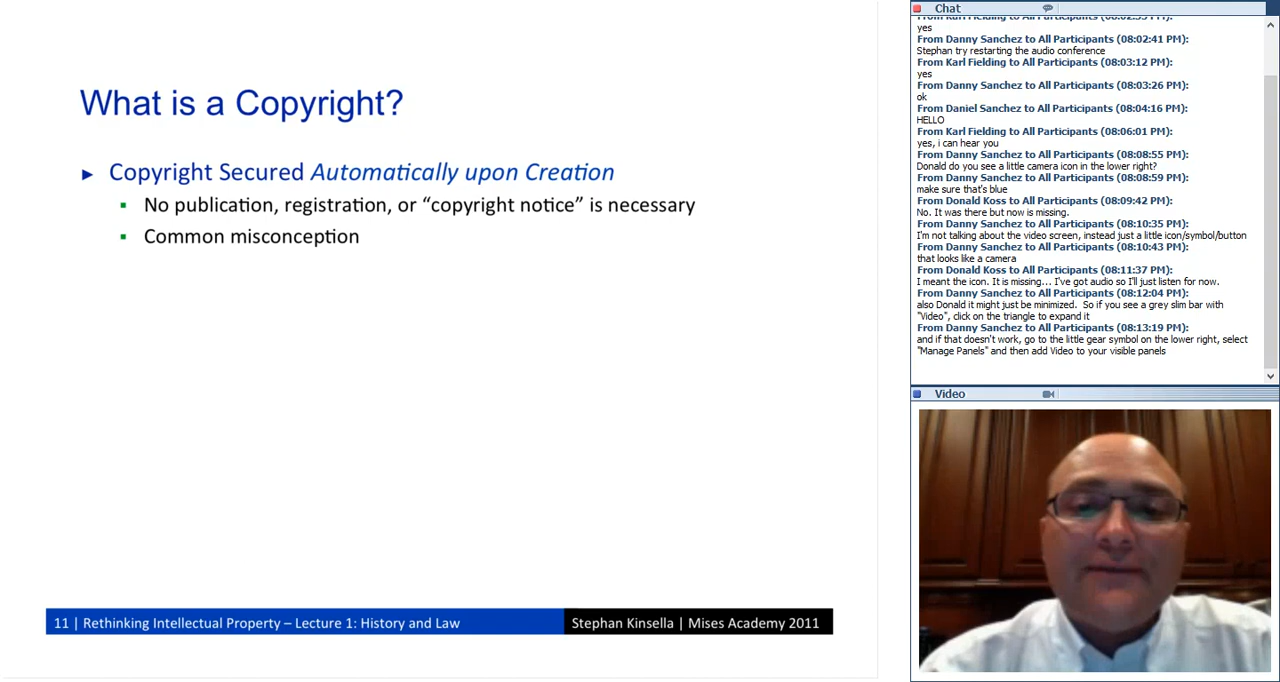 What is a Copyright?
► Copyright Secured Automatically upon Creation
▪ No publication, registration, or “copyright notice” is necessary
▪ Common misconception
11 | Rethinking Intellectual Property – Lecture 1: History and Law
Stephan Kinsella | Mises Academy 2011
Chat
From Karl Fielding to All Participants
yes
From Danny Sanchez to All Participants (08:02:41 PM):
Stephan try restarting the audio conference
From Karl Fielding to All Participants (08:03:12 PM):
yes
From Danny Sanchez to All Participants (08:03:26 PM):
ok
From Daniel Sanchez to All Participants (08:04:16 PM):
HELLO
From Karl Fielding to All Participants (08:06:01 PM):
yes, i can hear you
From Danny Sanchez to All Participants (08:08:55 PM):
Donald do you see a little camera icon in the lower right?
From Danny Sanchez to All Participants (08:08:59 PM):
make sure that's blue
From Donald Koss to All Participants (08:09:42 PM):
No. It was there but now is missing.
From Danny Sanchez to All Participants (08:10:35 PM):
I'm not talking about the video screen, instead just a little icon/symbol/button
From Danny Sanchez to All Participants (08:10:43 PM):
that looks like a camera
From Donald Koss to All Participants (08:11:37 PM):
I meant the icon. It is missing... I've got audio so I'll just listen for now.
From Danny Sanchez to All Participants (08:12:04 PM):
also Donald it might just be minimized.  So if you see a grey slim bar with
"Video", click on the triangle to expand it
From Danny Sanchez to All Participants (08:13:19 PM):
and if that doesn't work, go to the little gear symbol on the lower right, select
"Manage Panels" and then add Video to your visible panels
Video